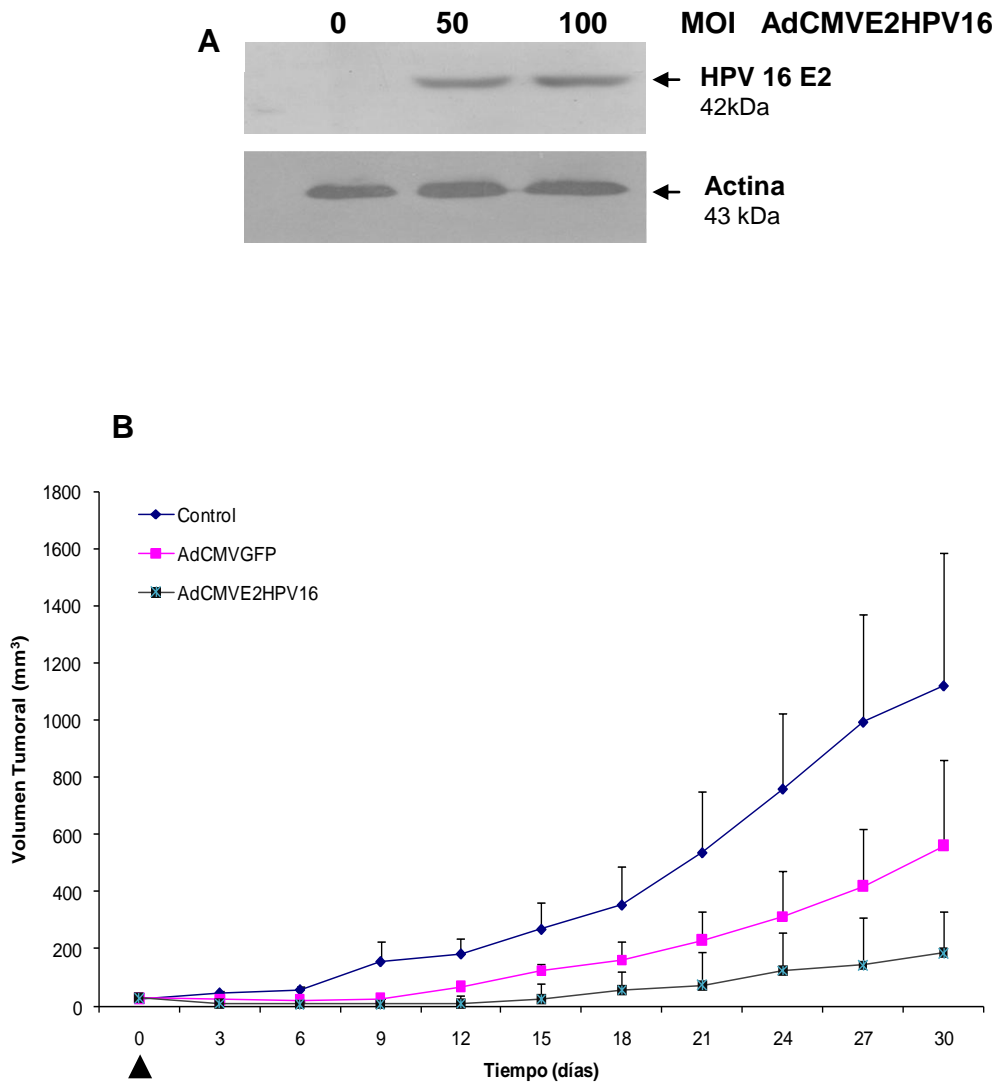 A
0 50 100 MOI AdCMVE2HPV16
HPV 16 E2
42kDa
Actina
43 kDa
B
Control
AdCMVGFP
AdCMVE2HPV16
Volumen Tumoral (mm³)
1800
1600
1400
1200
1000
800
600
400
200
0
0 3 6 9 12 15 18 21 24 27 30
Tiempo (días)